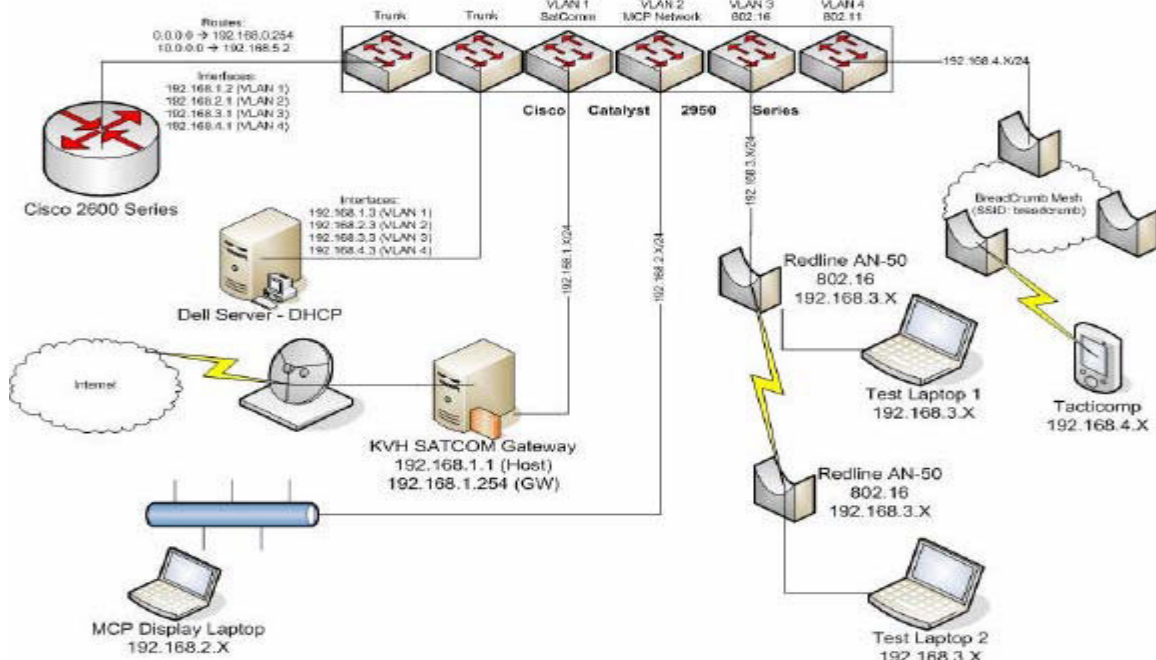 Trunk
Trunk
VLAN 1
SatComm
VLAN 2
MCP Network
VLAN 3
802.16
VLAN 4
802.11
Routes:
0.0.0.0 → 192.168.0.254
10.0.0.0 → 192.168.5.2
Interfaces:
192.168.1.2 (VLAN 1)
192.168.2.1 (VLAN 2)
192.168.3.1 (VLAN 3)
192.168.4.1 (VLAN 4)
Cisco 2600 Series
Cisco Catalyst 2950 Series
192.168.4.X/24
192.168.3.X/24
192.168.1.X/24
192.168.2.X/24
BreadCrumb Mesh
(SSID: breadcrumb)
Interfaces:
192.168.1.3 (VLAN 1)
192.168.2.3 (VLAN 2)
192.168.3.3 (VLAN 3)
192.168.4.3 (VLAN 4)
Dell Server - DHCP
Redline AN-50
802.16
192.168.3.X
Internet
Test Laptop 1
192.168.3.X
Tacticomp
192.168.4.X
KVH SATCOM Gateway
192.168.1.1 (Host)
192.168.1.254 (GW)
Redline AN-50
802.16
192.168.3.X
MCP Display Laptop
192.168.2.X
Test Laptop 2
192.168.3.X